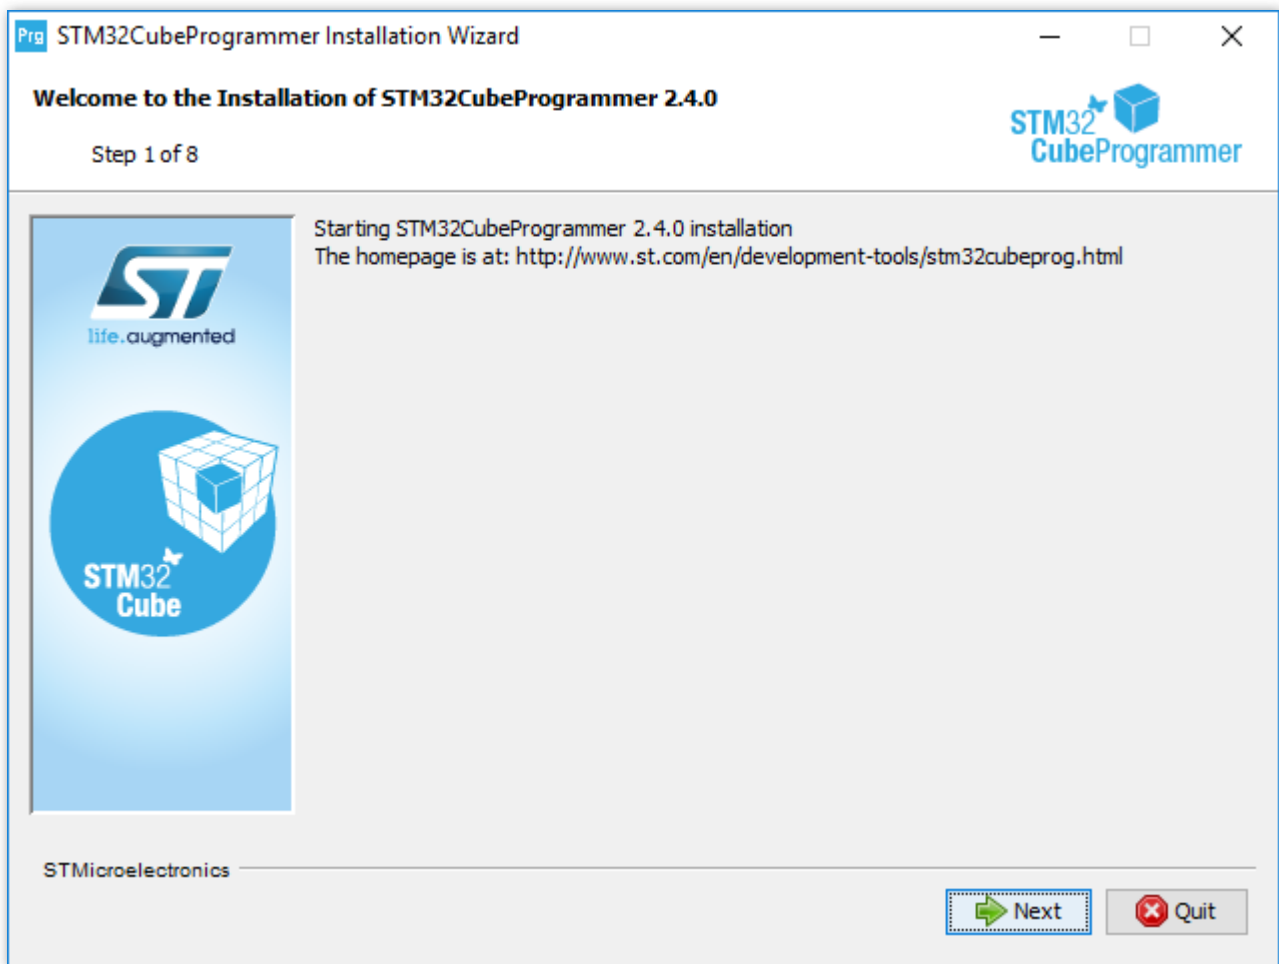 Prg STM32CubeProgrammer Installation Wizard
Welcome to the Installation of STM32CubeProgrammer 2.4.0
Step 1 of 8
STM32
CubeProgrammer
Starting STM32CubeProgrammer 2.4.0 installation
The homepage is at: http://www.st.com/en/development-tools/stm32cubeprog.html
ST
life.augmented
STM32
Cube
STMicroelectronics
Next
Quit